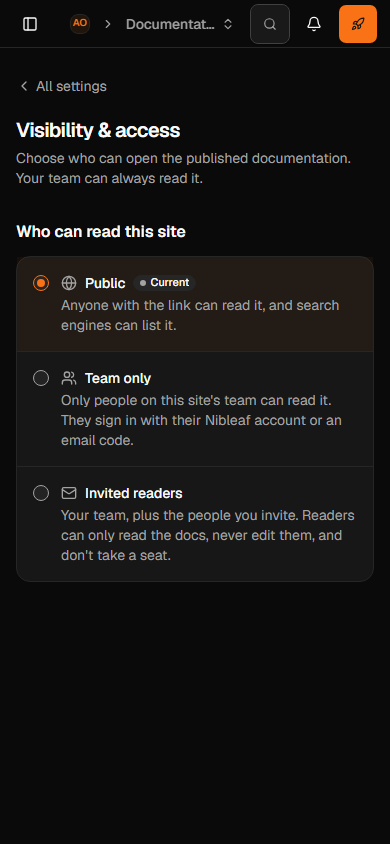 AO
Documentat...
All settings
Visibility & access
Choose who can open the published documentation.
Your team can always read it.
Who can read this site
Public
Current
Anyone with the link can read it, and search
engines can list it.
Team only
Only people on this site's team can read it.
They sign in with their Nibleaf account or an
email code.
Invited readers
Your team, plus the people you invite. Readers
can only read the docs, never edit them, and
don't take a seat.